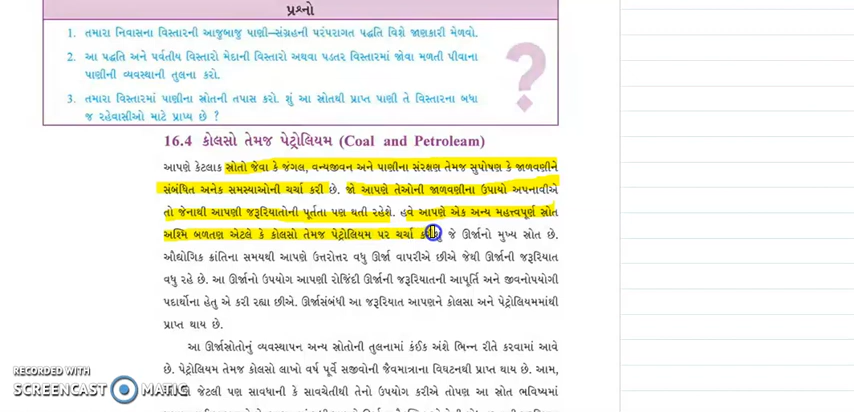 પ્રશ્નો
1. તમારા નિવાસના વિસ્તારની આજુબાજુ પાણી–સંગ્રહની પરંપરાગત પદ્ધતિ વિશે જાણકારી મેળવો.
2. આ પદ્ધતિ અને પર્વતીય વિસ્તારો મેદાની વિસ્તારો અથવા પઠાર વિસ્તારમાં જોવા મળતી પીવાના
પાણીની વ્યવસ્થાની તુલના કરો.
3. તમારા વિસ્તારમાં પાણીના સ્રોતની તપાસ કરો. શું આ સ્રોતથી પ્રાપ્ત પાણી તે વિસ્તારના બધા
જ રહેવાસીઓ માટે પ્રાપ્ય છે ?
?
16.4 કોલસો તેમજ પેટ્રોલિયમ (Coal and Petroleam)
આપણે કેટલાક સ્રોતો જેવા કે જંગલ, વન્યજીવન અને પાણીના સંરક્ષણ તેમજ સુપોષણ કે જાળવણીને
સંબંધિત અનેક સમસ્યાઓની ચર્ચા કરી છે. જો આપણે તેઓની જાળવણીના ઉપાયો અપનાવીએ
તો જેનાથી આપણી જરૂરિયાતોની પૂર્તતા પણ થતી રહેશે. હવે આપણે એક અન્ય મહત્ત્વપૂર્ણ સ્રોત
અશ્મિ બળતણ એટલે કે કોલસો તેમજ પેટ્રોલિયમ પર ચર્ચા કરીશું જે ઊર્જાનો મુખ્ય સ્રોત છે.
ઔદ્યોગિક ક્રાંતિના સમયથી આપણે ઉત્તરોત્તર વધુ ઊર્જા વાપરીએ છીએ જેથી ઊર્જાની જરૂરિયાત
વધુ રહે છે. આ ઊર્જાનો ઉપયોગ આપણી રોજિંદી ઊર્જાની જરૂરિયાતની આપૂર્તિ અને જીવનોપયોગી
પદાર્થોના હેતુ એ કરી રહ્યા છીએ. ઊર્જાસંબંધી આ જરૂરિયાત આપણને કોલસા અને પેટ્રોલિયમમાંથી
પ્રાપ્ત થાય છે.
આ ઊર્જાસ્રોતોનું વ્યવસ્થાપન અન્ય સ્રોતોની તુલનામાં કંઈક અંશે ભિન્ન રીતે કરવામાં આવે
છે. પેટ્રોલિયમ તેમજ કોલસો લાખો વર્ષ પૂર્વે સજીવોની જૈવમાત્રાના વિઘટનથી પ્રાપ્ત થાય છે. આમ,
જેટલી પણ સાવધાની કે સાવચેતીથી તેનો ઉપયોગ કરીએ તોપણ આ સ્રોત ભવિષ્યમાં
RECORDED WITH
SCREENCAST MATIC